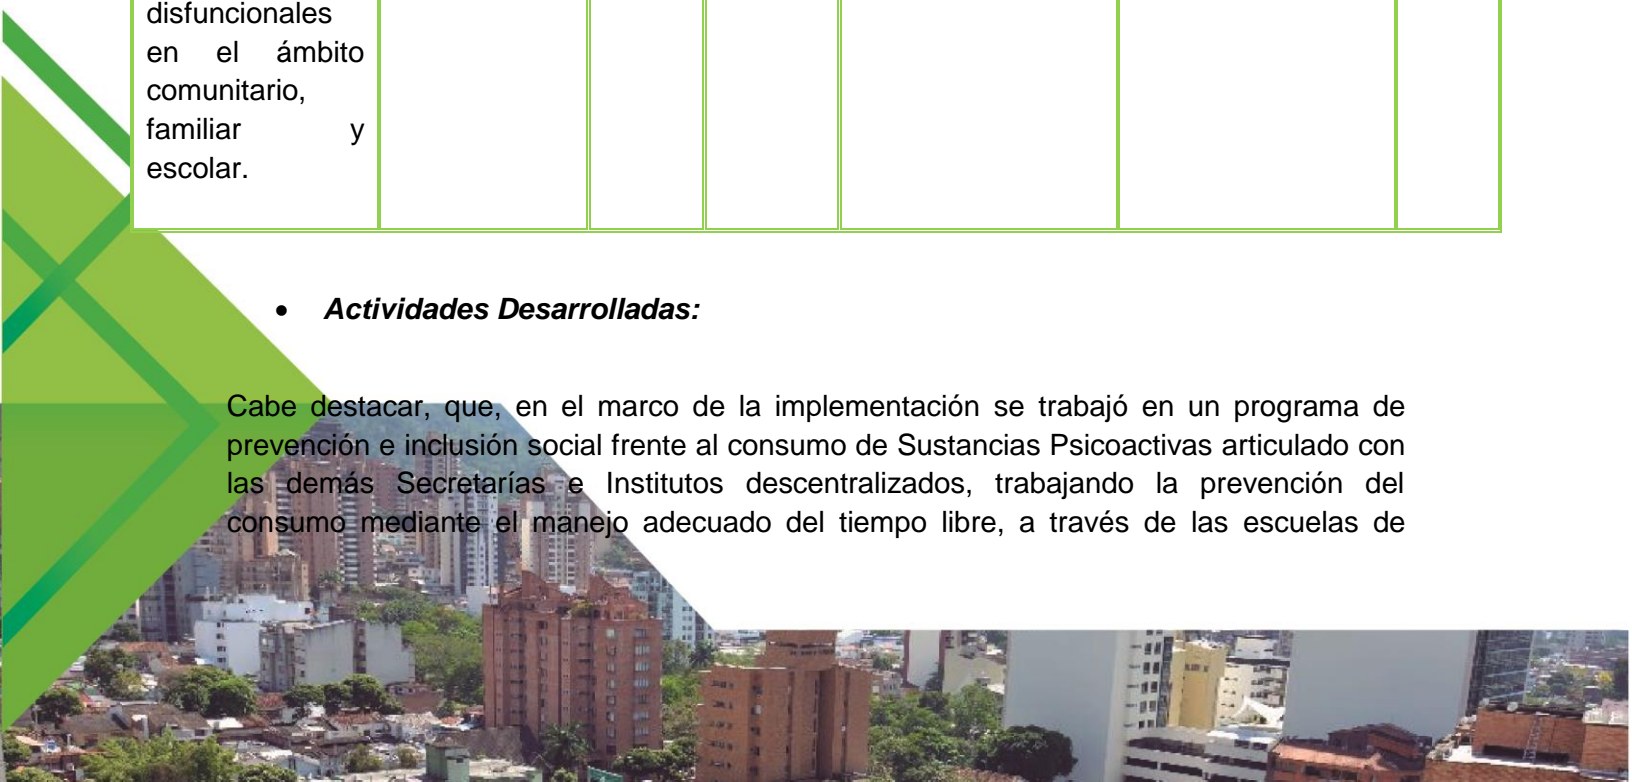 disfuncionales
en el ámbito
comunitario,
familiar y
escolar.
• Actividades Desarrolladas:
Cabe destacar, que, en el marco de la implementación se trabajó en un programa de
prevención e inclusión social frente al consumo de Sustancias Psicoactivas articulado con
las demás Secretarías e Institutos descentralizados, trabajando la prevención del
consumo mediante el manejo adecuado del tiempo libre, a través de las escuelas de